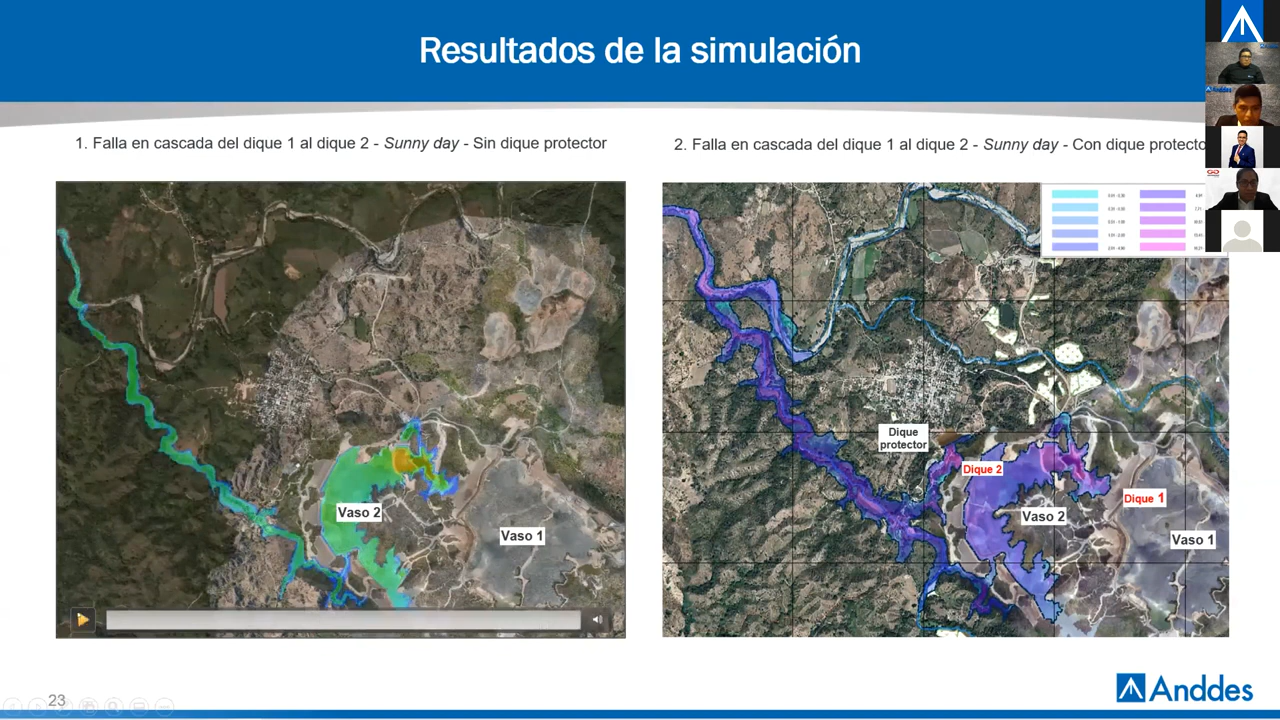 Resultados de la simulación
Anddes
1. Falla en cascada del dique 1 al dique 2 - Sunny day - Sin dique protector
2. Falla en cascada del dique 1 al dique 2 - Sunny day - Con dique protecto
Vaso 2
Vaso 1
Dique
protector
Dique 2
Dique 1
Vaso 2
Vaso 1
23
Anddes